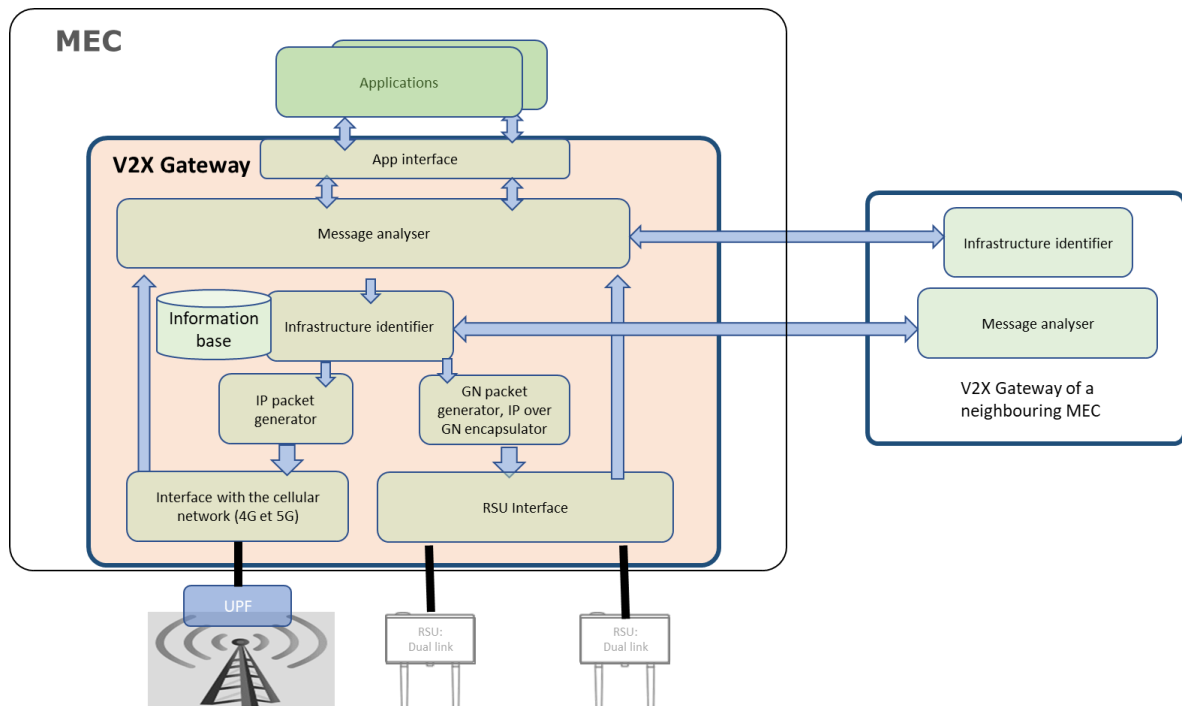 MEC
Applications
V2X Gateway
App interface
Message analyser
Infrastructure identifier
Information
base
Infrastructure identifier
Message analyser
IP packet
generator
GN packet
generator, IP over
GN encapsulator
V2X Gateway of a
neighbouring MEC
Interface with the cellular
network (4G et 5G)
RSU Interface
UPF
RSU:
Dual link
RSU:
Dual link